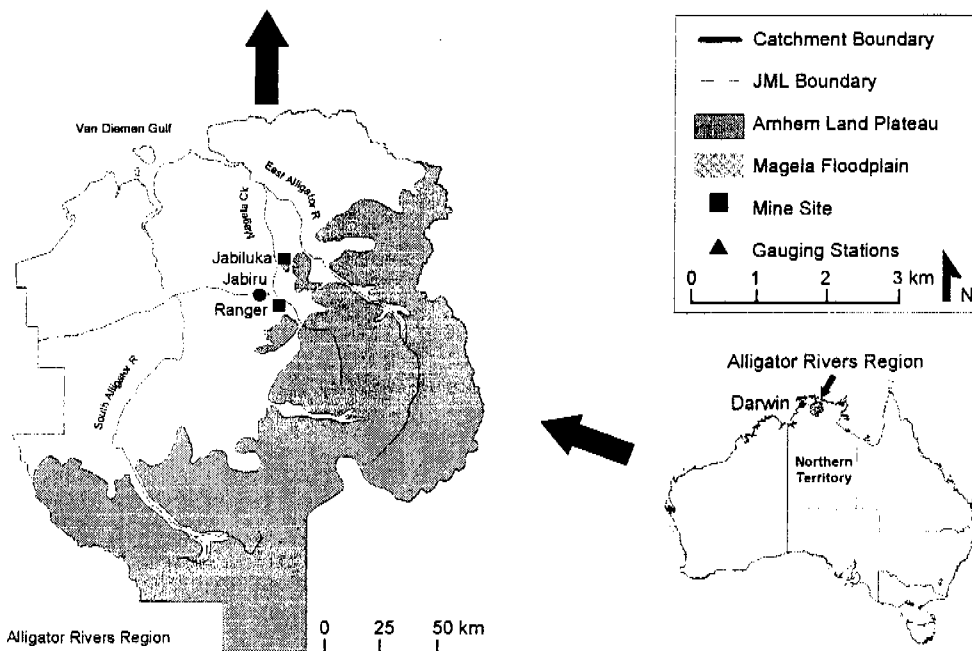 Van Diemen Gulf
East Alligator R
Magela Ck
Jabiluka
Jabiru
Ranger
South Alligator R
Alligator Rivers Region
0 25 50 km
Catchment Boundary
JML Boundary
Arnhem Land Plateau
Magela Floodplain
Mine Site
Gauging Stations
0 1 2 3 km
N
Alligator Rivers Region
Darwin
Northern
Territory